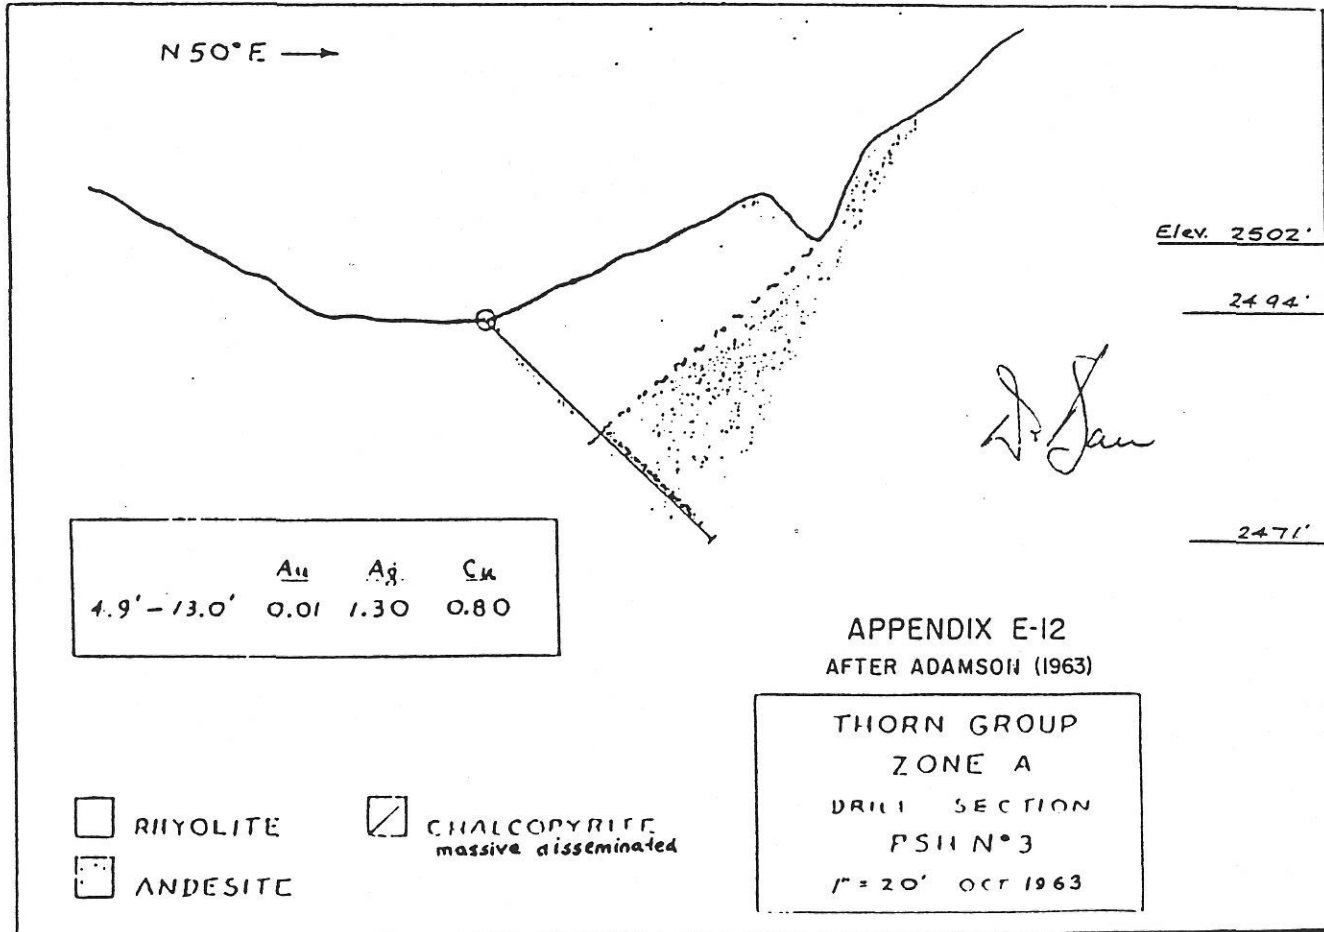 N 50° E
Elev. 2502'
2494'
2471'
Au Ag Cu
4.9' - 13.0' 0.01 1.30 0.80
APPENDIX E-12
AFTER ADAMSON (1963)
THORN GROUP
ZONE A
DRILL SECTION
PSH N° 3
1" = 20' OCT 1963
RHYOLITE
CHALCOPYRITE
massive disseminated
ANDESITE